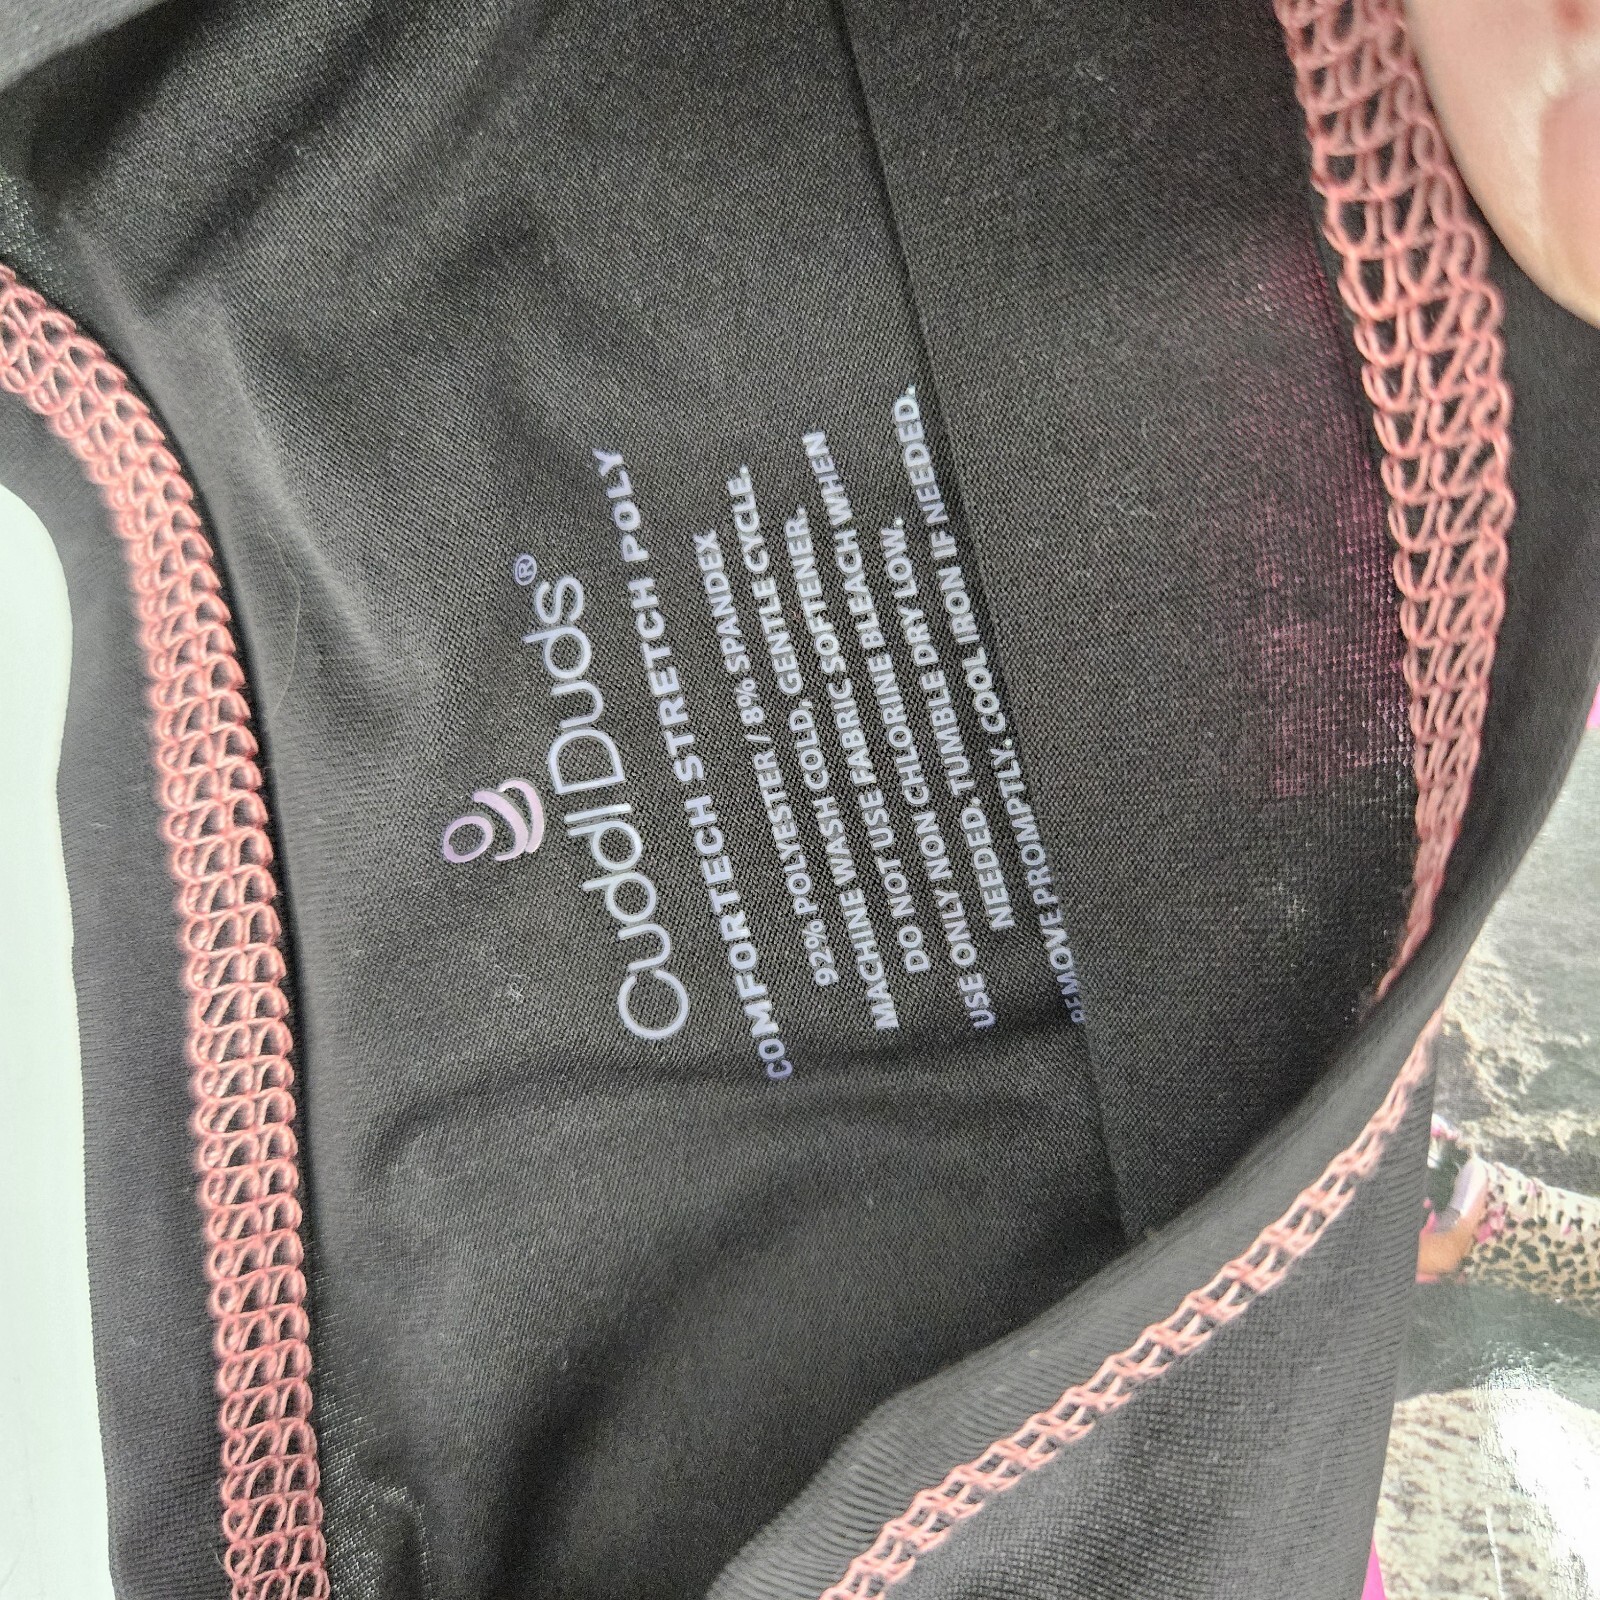 CuddlDuds®
COMFORTECH STRETCH POLY
92% POLYESTER / 8% SPANDEX
MACHINE WASH COLD, GENTLE CYCLE.
DO NOT USE FABRIC SOFTENER.
USE ONLY NON CHLORINE BLEACH WHEN
NEEDED. TUMBLE DRY LOW.
REMOVE PROMPTLY. COOL IRON IF NEEDED.